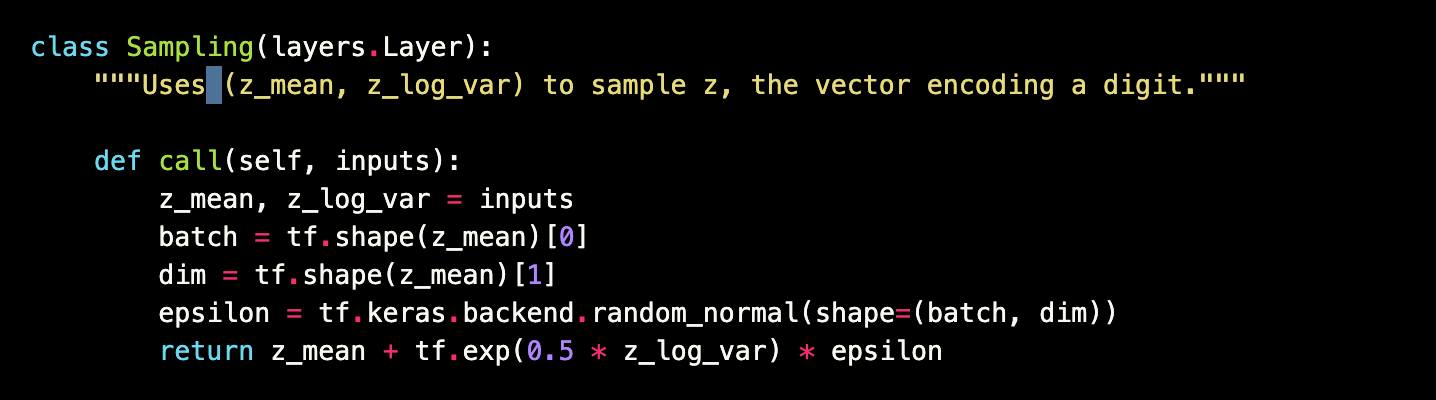 class Sampling(layers.Layer):
    """Uses (z_mean, z_log_var) to sample z, the vector encoding a digit."""

    def call(self, inputs):
        z_mean, z_log_var = inputs
        batch = tf.shape(z_mean)[0]
        dim = tf.shape(z_mean)[1]
        epsilon = tf.keras.backend.random_normal(shape=(batch, dim))
        return z_mean + tf.exp(0.5 * z_log_var) * epsilon